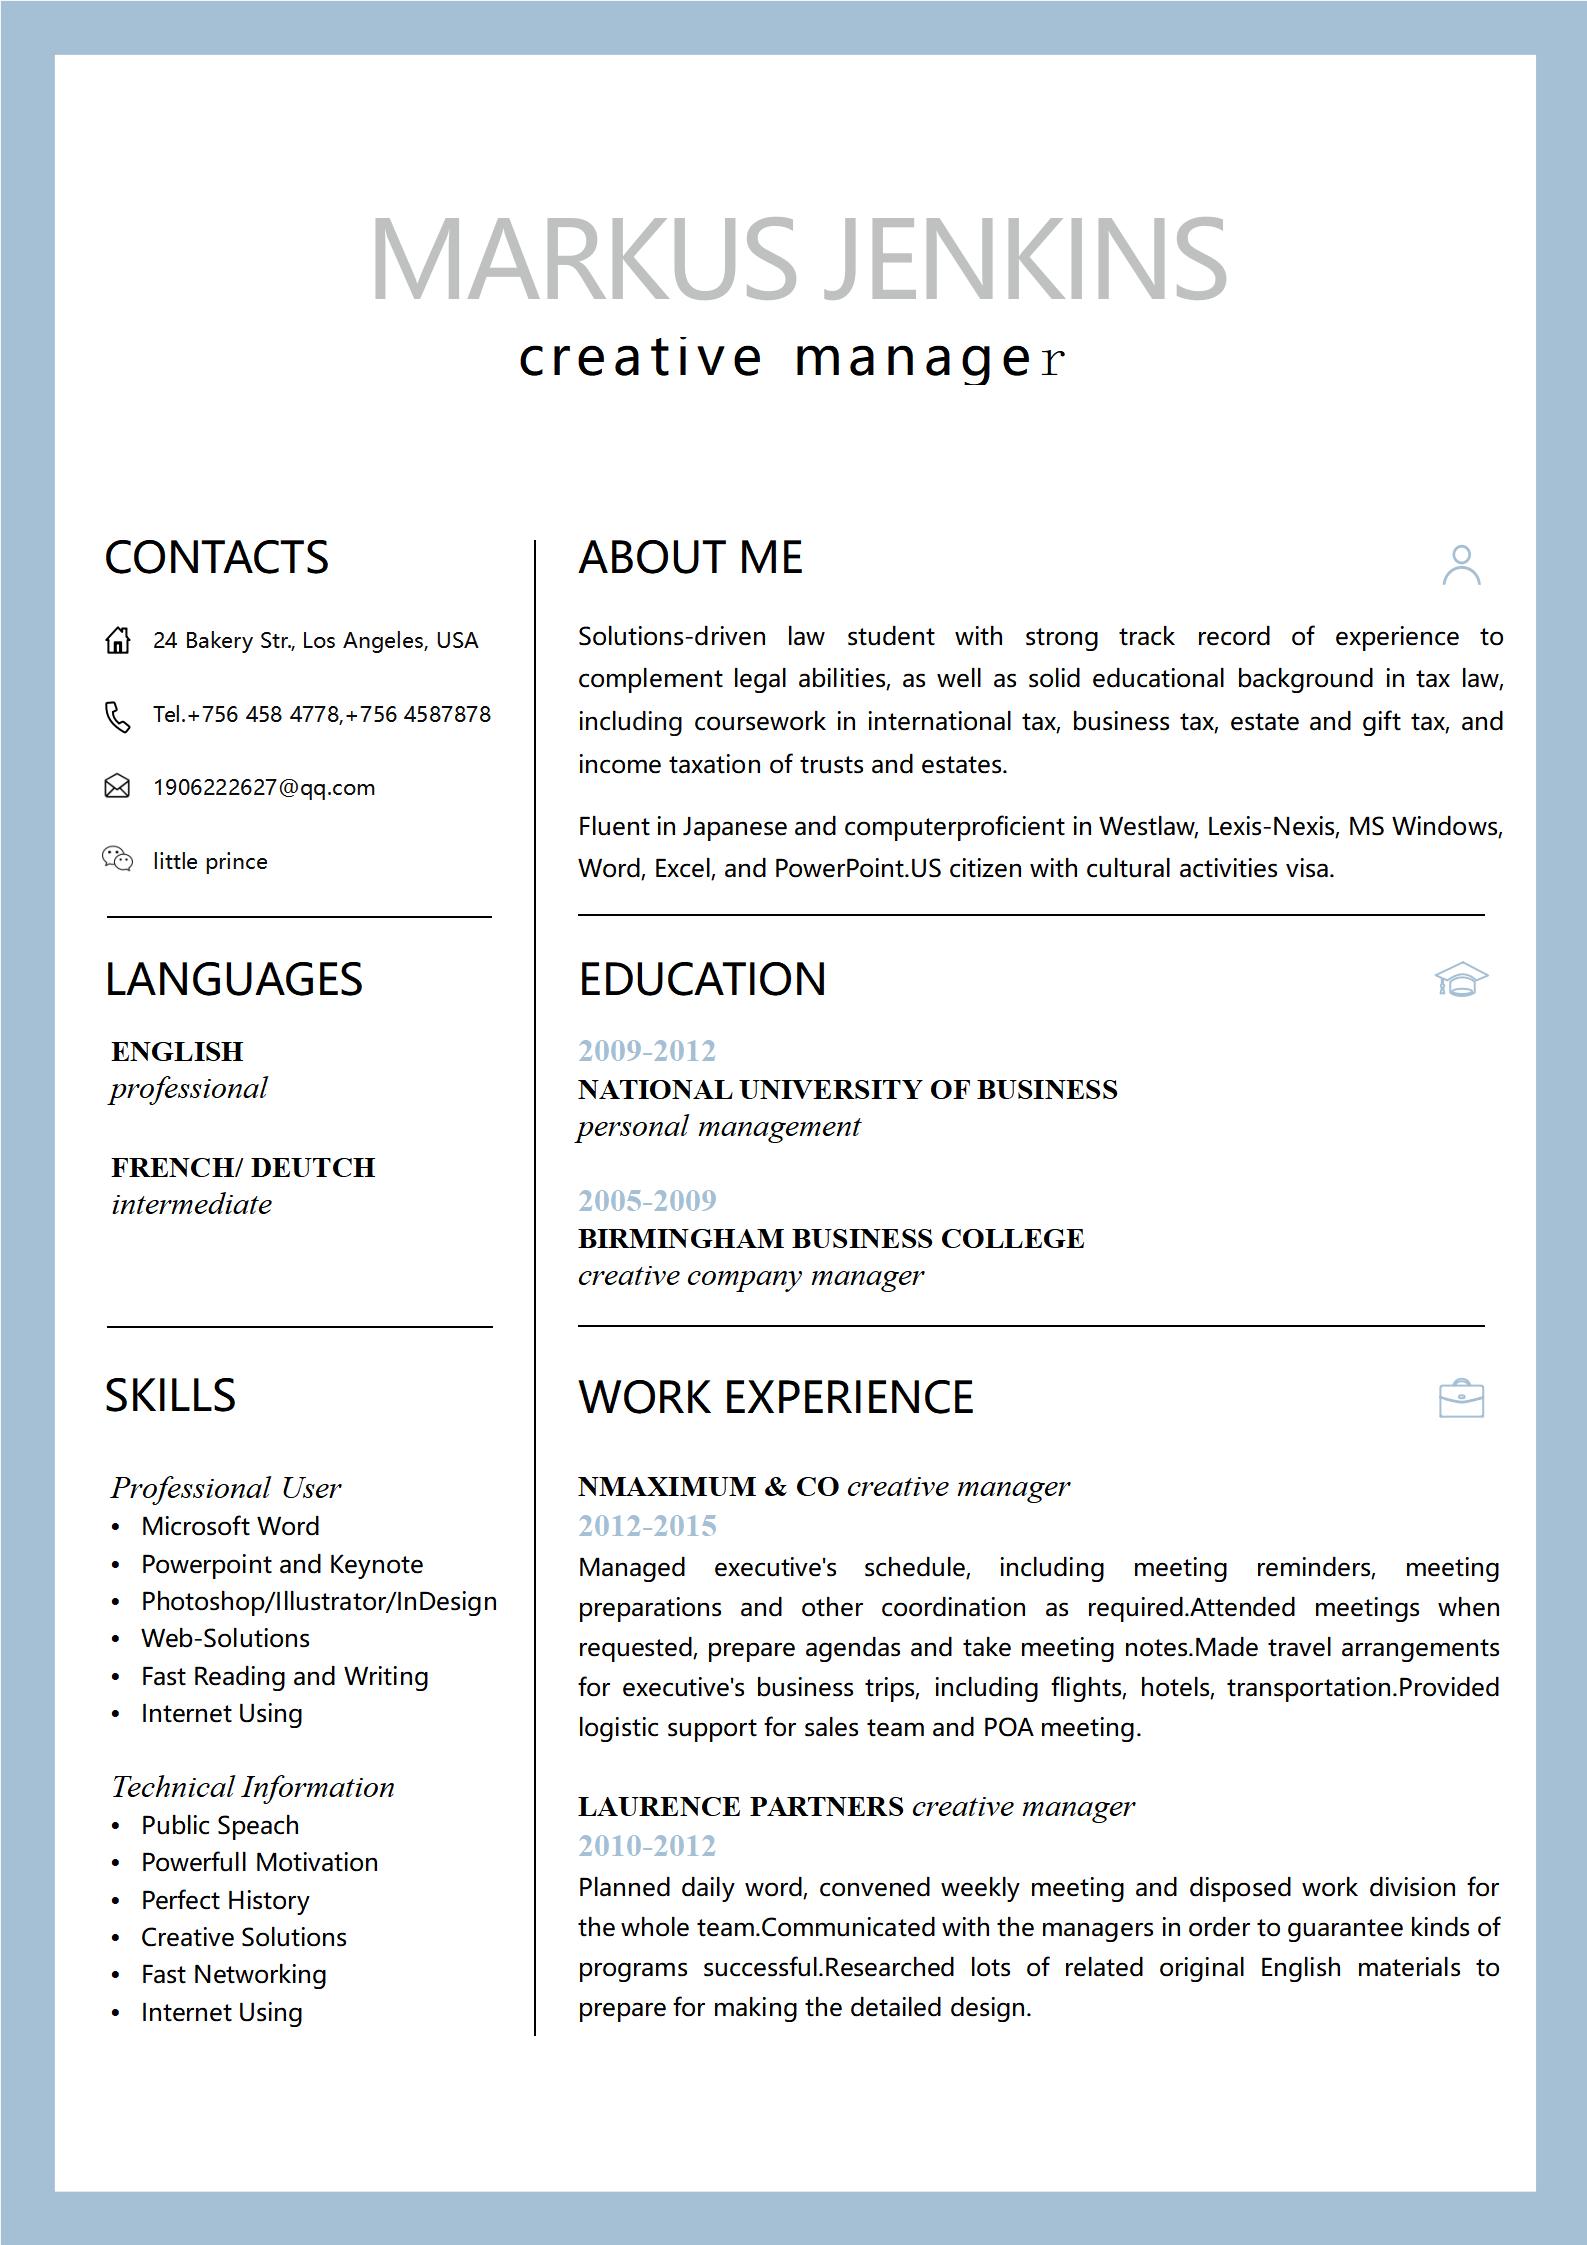 MARKUS JENKINS
creative manager
CONTACTS
24 Bakery Str., Los Angeles, USA
Tel.+756 458 4778,+756 4587878
1906222627@qq.com
little prince
LANGUAGES
ENGLISH
professional
FRENCH/ DEUTCH
intermediate
SKILLS
Professional User
• Microsoft Word
• Powerpoint and Keynote
• Photoshop/Illustrator/InDesign
• Web-Solutions
• Fast Reading and Writing
• Internet Using
Technical Information
• Public Speach
• Powerfull Motivation
• Perfect History
• Creative Solutions
• Fast Networking
• Internet Using
ABOUT ME
Solutions-driven law student with strong track record of experience to
complement legal abilities, as well as solid educational background in tax law,
including coursework in international tax, business tax, estate and gift tax, and
income taxation of trusts and estates.
Fluent in Japanese and computerproficient in Westlaw, Lexis-Nexis, MS Windows,
Word, Excel, and PowerPoint.US citizen with cultural activities visa.
EDUCATION
2009-2012
NATIONAL UNIVERSITY OF BUSINESS
personal management
2005-2009
BIRMINGHAM BUSINESS COLLEGE
creative company manager
WORK EXPERIENCE
NMAXIMUM & CO creative manager
2012-2015
Managed executive's schedule, including meeting reminders, meeting
preparations and other coordination as required.Attended meetings when
requested, prepare agendas and take meeting notes.Made travel arrangements
for executive's business trips, including flights, hotels, transportation.Provided
logistic support for sales team and POA meeting.
LAURENCE PARTNERS creative manager
2010-2012
Planned daily word, convened weekly meeting and disposed work division for
the whole team.Communicated with the managers in order to guarantee kinds of
programs successful.Researched lots of related original English materials to
prepare for making the detailed design.